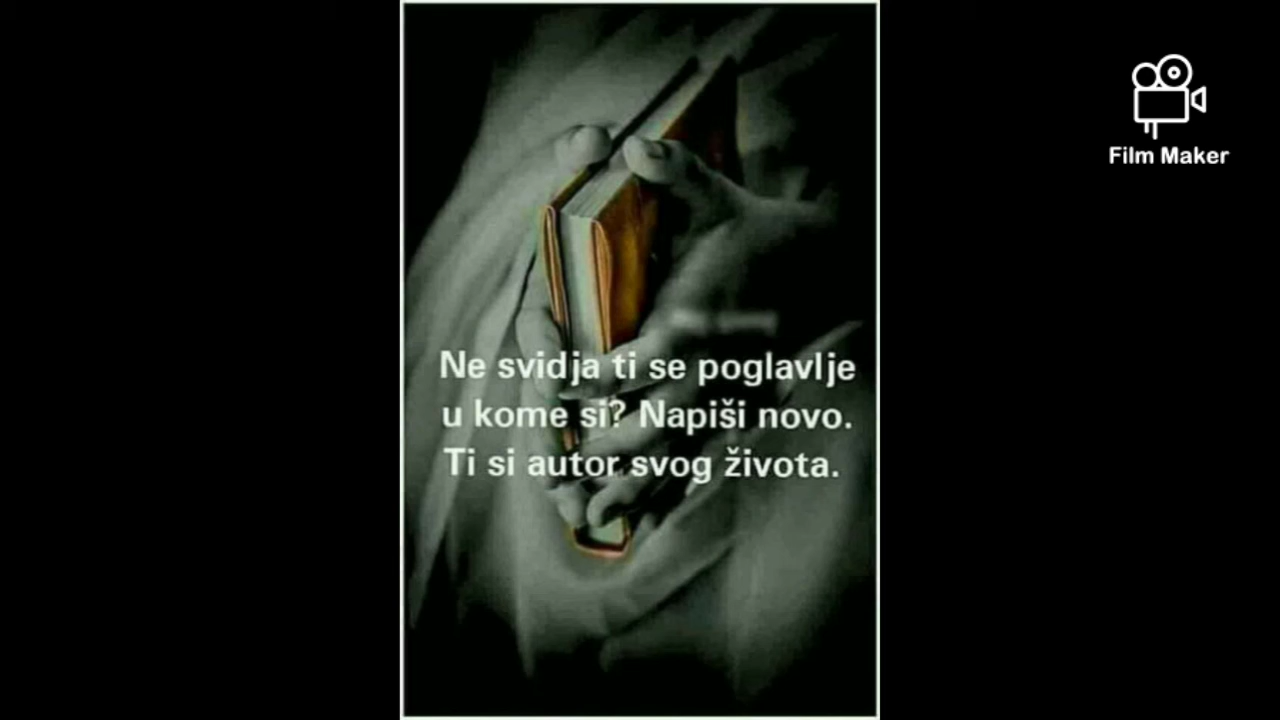 Film Maker
Ne svidja ti se poglavlje
u kome si? Napiši novo.
Ti si autor svog života.